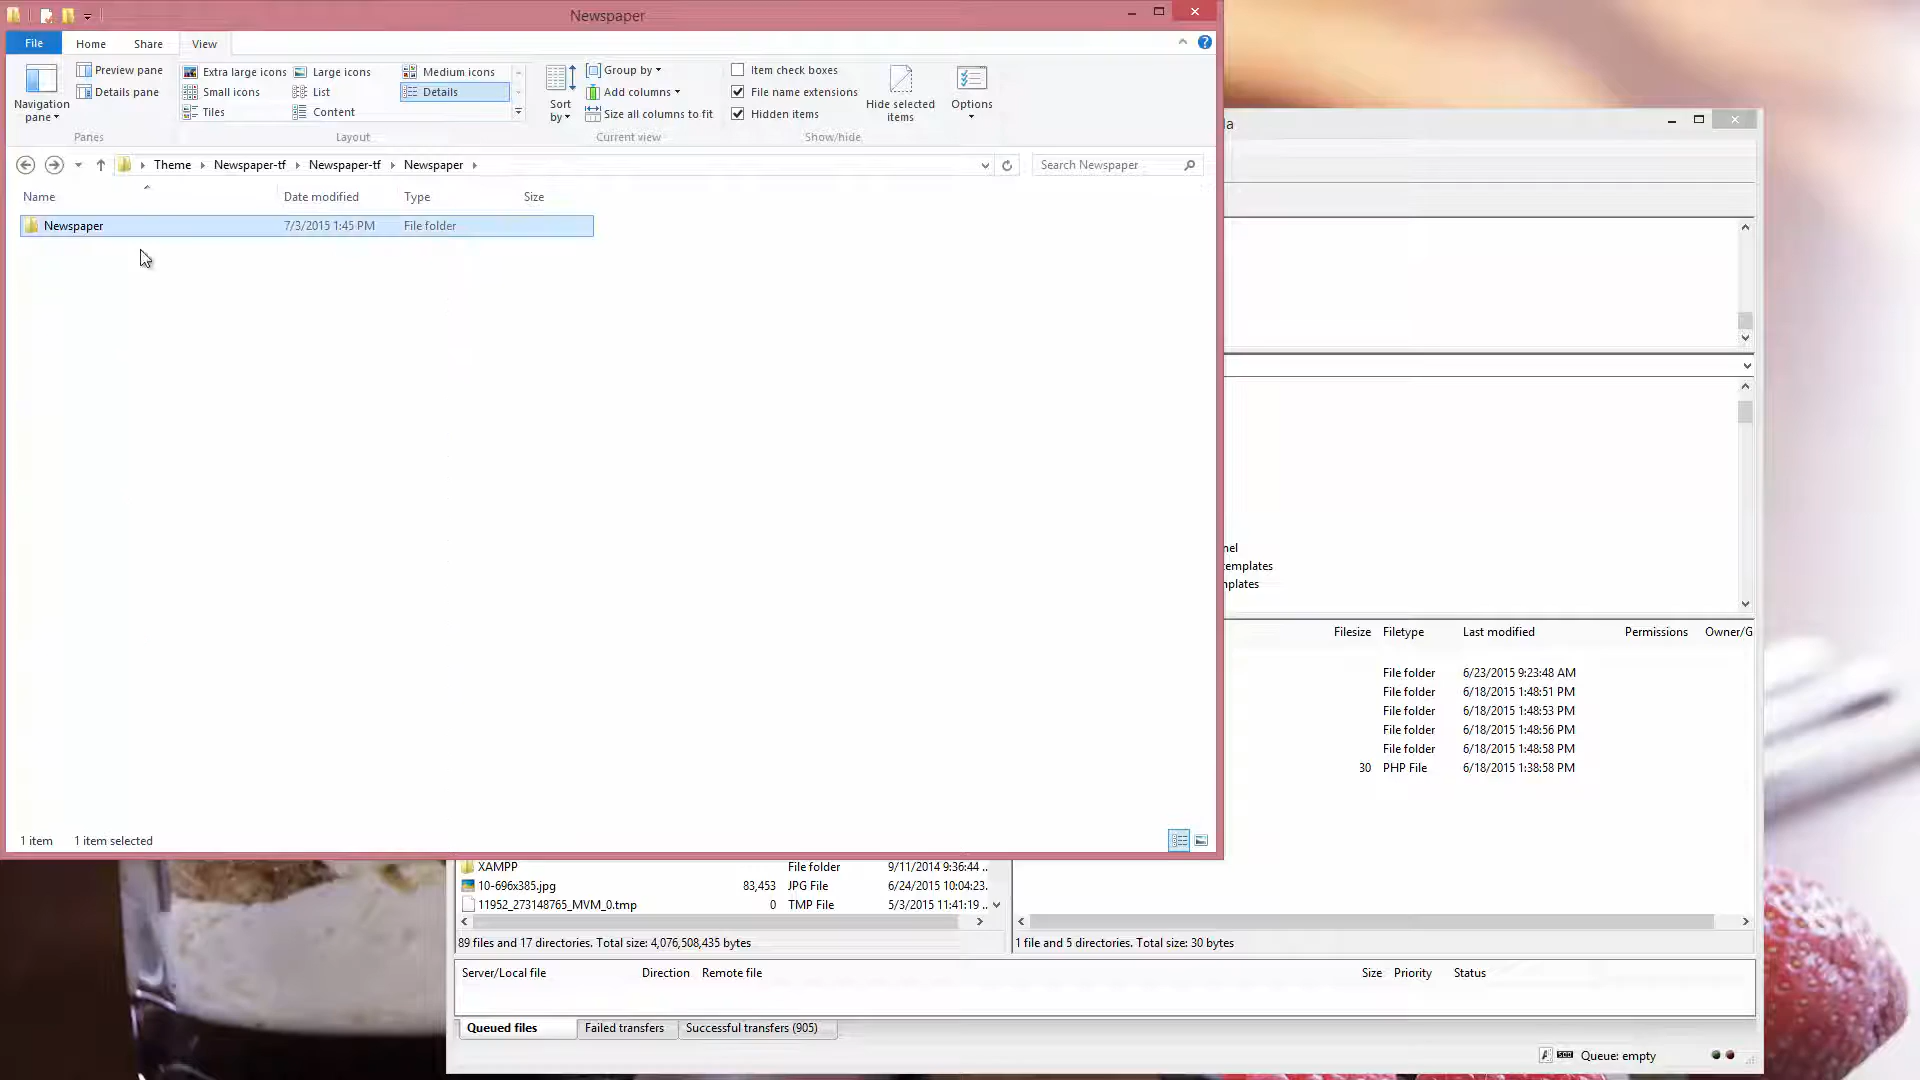 Newspaper
File Home Share View
Navigation pane
Preview pane
Details pane
Panes
Extra large icons Large icons Medium icons
Small icons List Details
Tiles Content
Layout
Sort by
Group by
Add columns
Size all columns to fit
Current view
Item check boxes
File name extensions
Hidden items
Hide selected items
Show/hide
Options
Theme Newspaper-tf Newspaper-tf Newspaper
Search Newspaper
Name Date modified Type Size
Newspaper 7/3/2015 1:45 PM File folder
1 item 1 item selected
la
nel
templates
nplates
Filesize Filetype Last modified Permissions Owner/G
File folder 6/23/2015 9:23:48 AM
File folder 6/18/2015 1:48:51 PM
File folder 6/18/2015 1:48:53 PM
File folder 6/18/2015 1:48:56 PM
File folder 6/18/2015 1:48:58 PM
30 PHP File 6/18/2015 1:38:58 PM
XAMPP File folder 9/11/2014 9:36:44 ..
10-696x385.jpg 83,453 JPG File 6/24/2015 10:04:23..
11952_273148765_MVM_0.tmp 0 TMP File 5/3/2015 11:41:19 ..
89 files and 17 directories. Total size: 4,076,508,435 bytes
1 file and 5 directories. Total size: 30 bytes
Server/Local file Direction Remote file Size Priority Status
Queued files Failed transfers Successful transfers (905)
Queue: empty